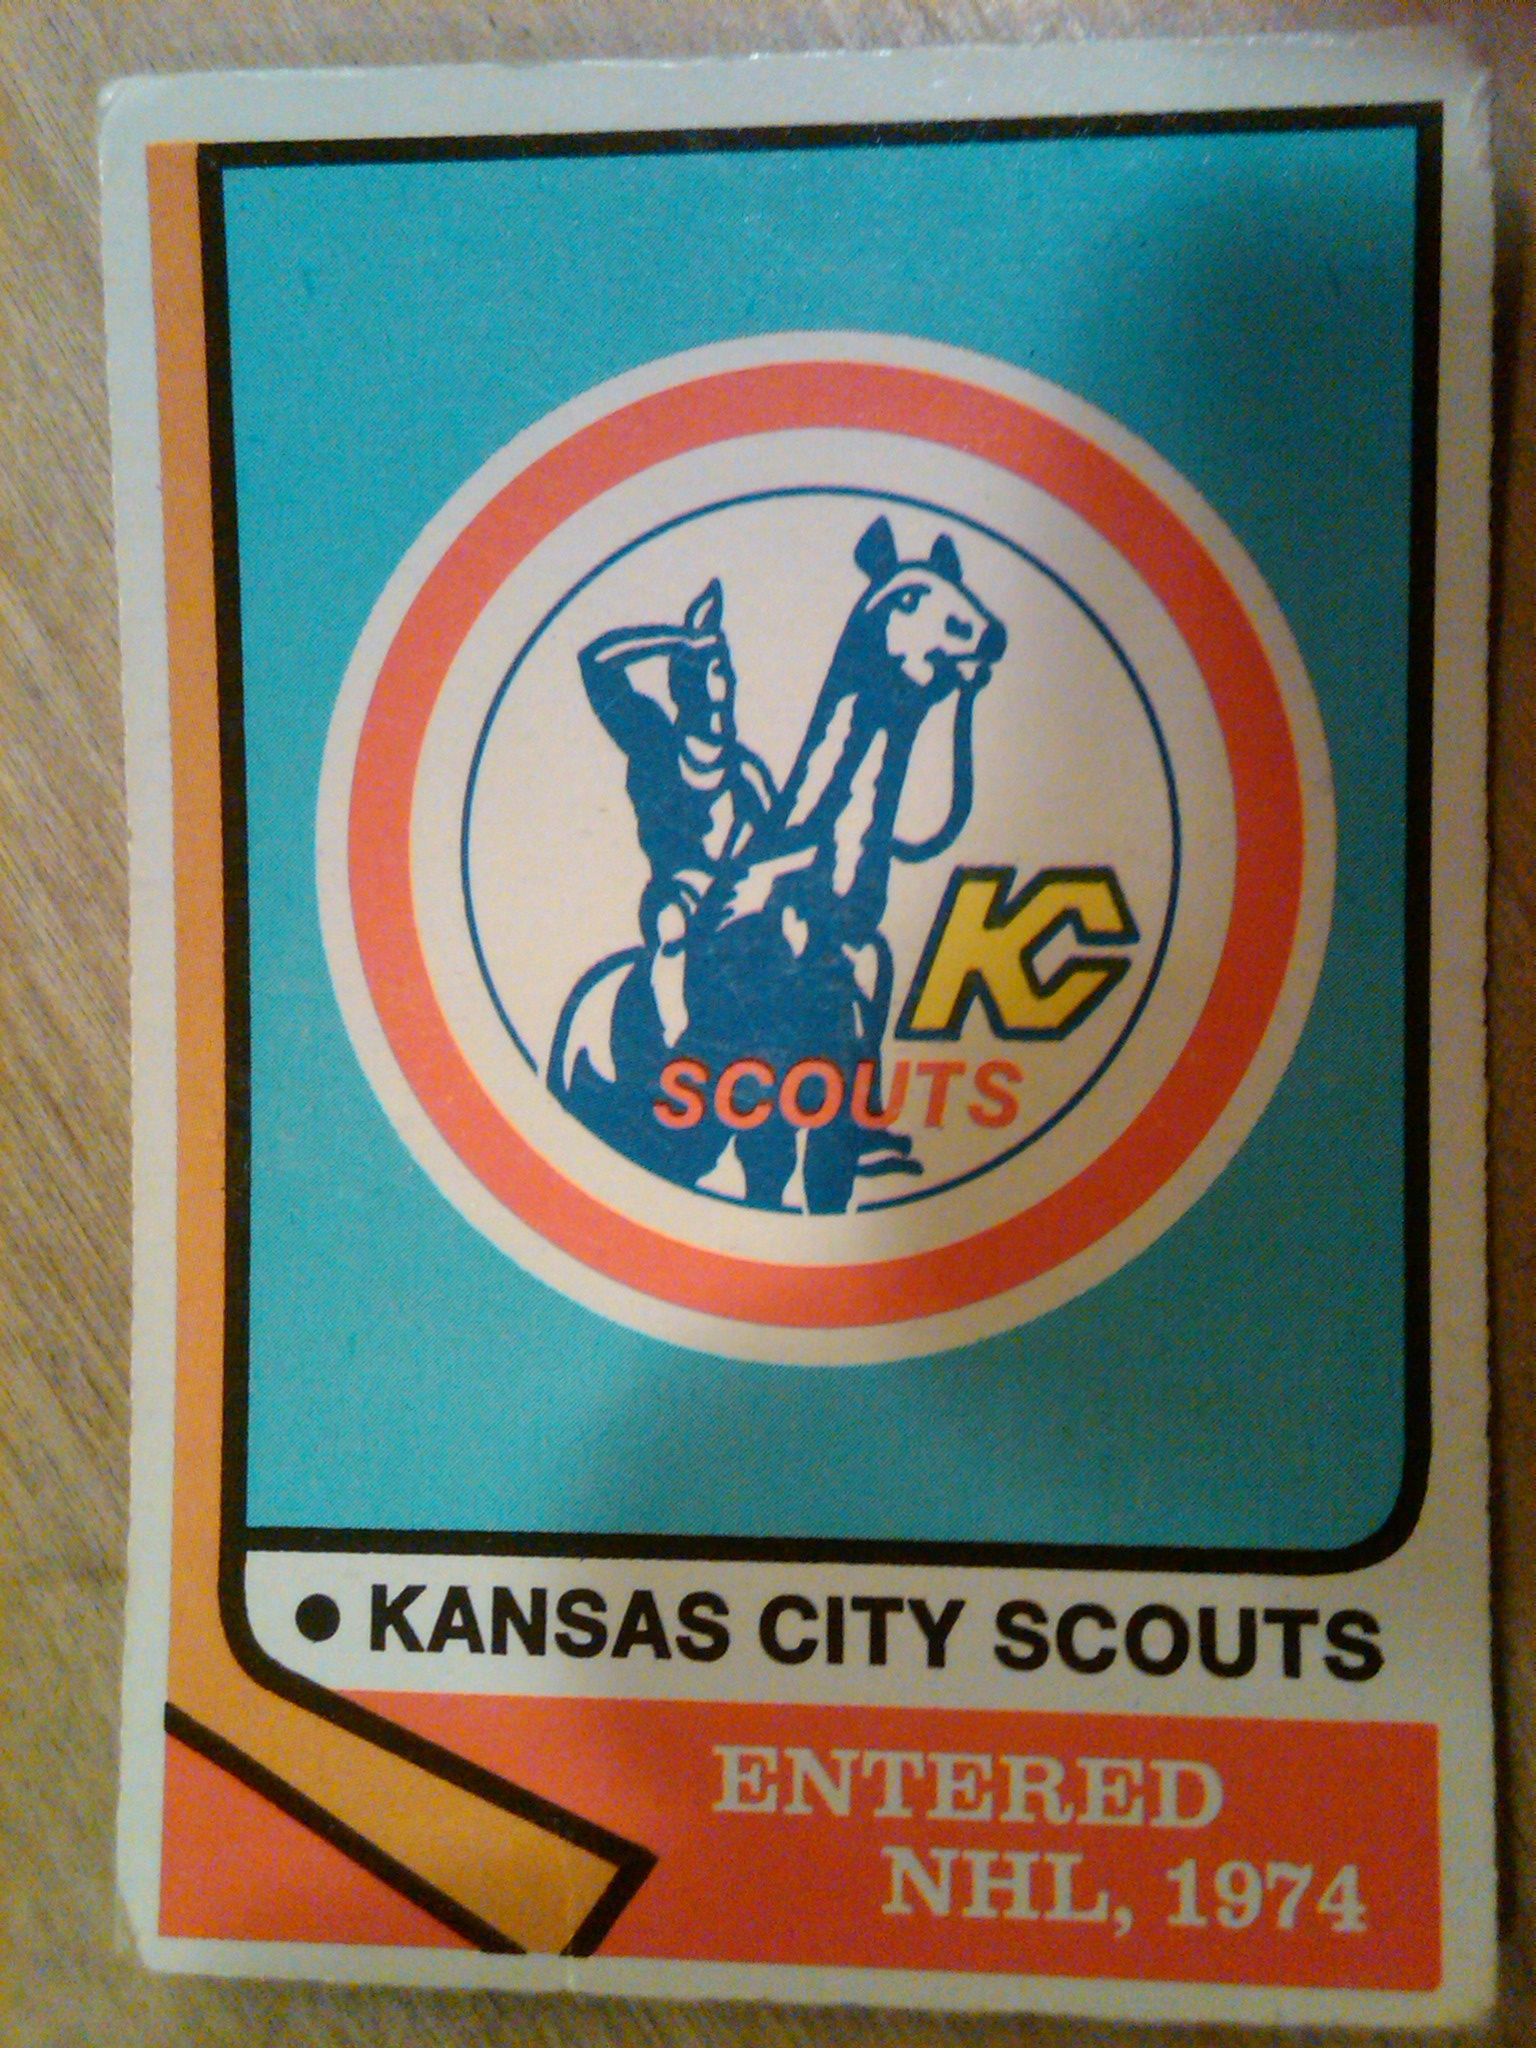 KC
SCOUTS
• KANSAS CITY SCOUTS
ENTERED
NHL, 1974